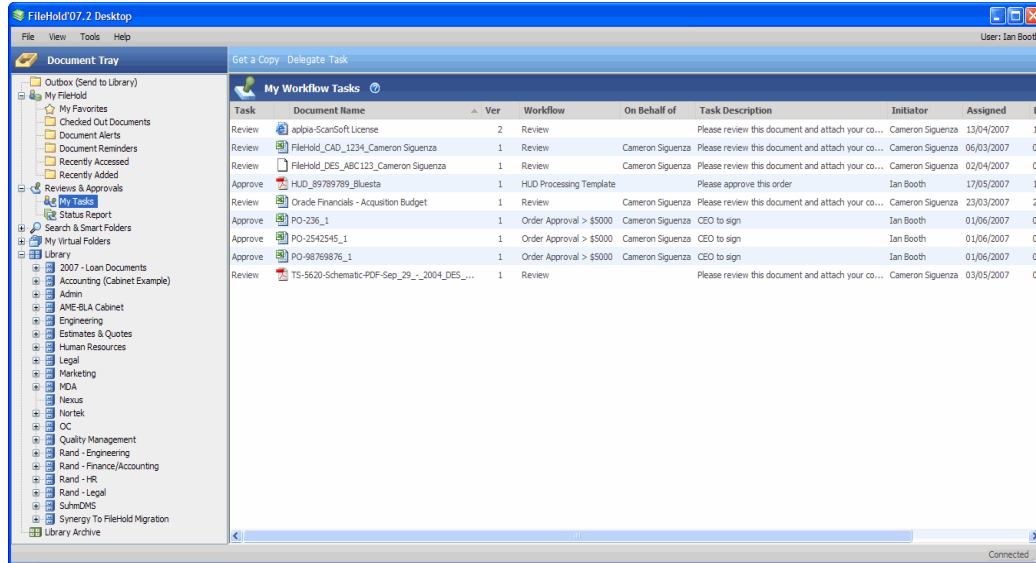 FileHold'07.2 Desktop
File View Tools Help User: Ian Booth
Document Tray
Get a Copy Delegate Task
Outbox (Send to Library)
My FileHold
My Favorites
Checked Out Documents
Document Alerts
Document Reminders
Recently Accessed
Recently Added
Reviews & Approvals
My Tasks
Status Report
Search & Smart Folders
My Virtual Folders
Library
2007 - Loan Documents
Accounting (Cabinet Example)
Admin
AME-BLA Cabinet
Engineering
Estimates & Quotes
Human Resources
Legal
Marketing
MDA
Nexus
Nortek
OC
Quality Management
Rand - Engineering
Rand - Finance/Accounting
Rand - HR
Rand - Legal
SuhmDMS
Synergy To FileHold Migration
Library Archive
My Workflow Tasks
Task Document Name Ver Workflow On Behalf of Task Description Initiator Assigned
Review aplpia-ScanSoft License 2 Review Please review this document and attach your co... Cameron Siguenza 13/04/2007
Review FileHold_CAD_1234_Cameron Siguenza 1 Review Cameron Siguenza Please review this document and attach your co... Cameron Siguenza 06/03/2007
Review FileHold_DES_ABC123_Cameron Siguenza 1 Review Cameron Siguenza Please review this document and attach your co... Cameron Siguenza 02/04/2007
Approve HUD_89789789_Bluesta 1 HUD Processing Template Please approve this order Ian Booth 17/05/2007
Review Oracle Financials - Acqusition Budget 1 Review Cameron Siguenza Please review this document and attach your co... Cameron Siguenza 23/03/2007
Approve PO-236_1 1 Order Approval > $5000 Cameron Siguenza CEO to sign Ian Booth 01/06/2007
Approve PO-2542545_1 1 Order Approval > $5000 Cameron Siguenza CEO to sign Ian Booth 01/06/2007
Approve PO-98769876_1 1 Order Approval > $5000 Cameron Siguenza CEO to sign Ian Booth 01/06/2007
Review TS-5620-Schematic-PDF-Sep_29_-_2004_DES_... 1 Review Please review this document and attach your co... Cameron Siguenza 03/05/2007
Connected